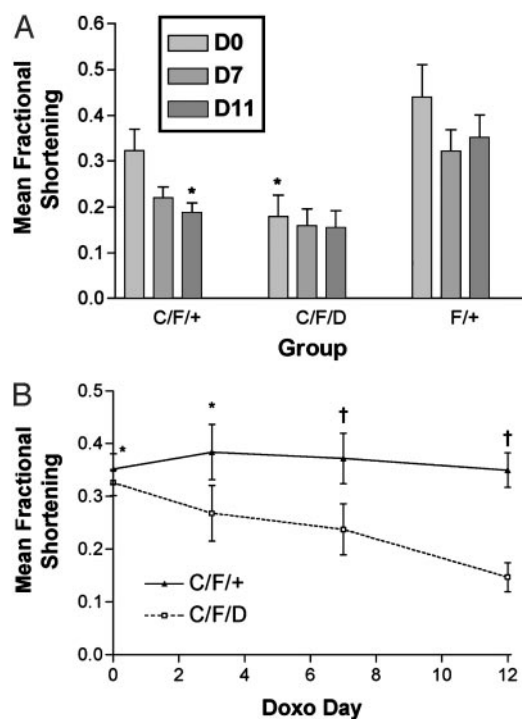 A
Mean Fractional
Shortening
0.6
0.5
0.4
0.3
0.2
0.1
0.0
D0
D7
D11
*
*
C/F/+
C/F/D
F/+
Group
B
Mean Fractional
Shortening
0.5
0.4
0.3
0.2
0.1
0.0
*
*
†
†
C/F/+
C/F/D
0
2
4
6
8
10
12
Doxo Day